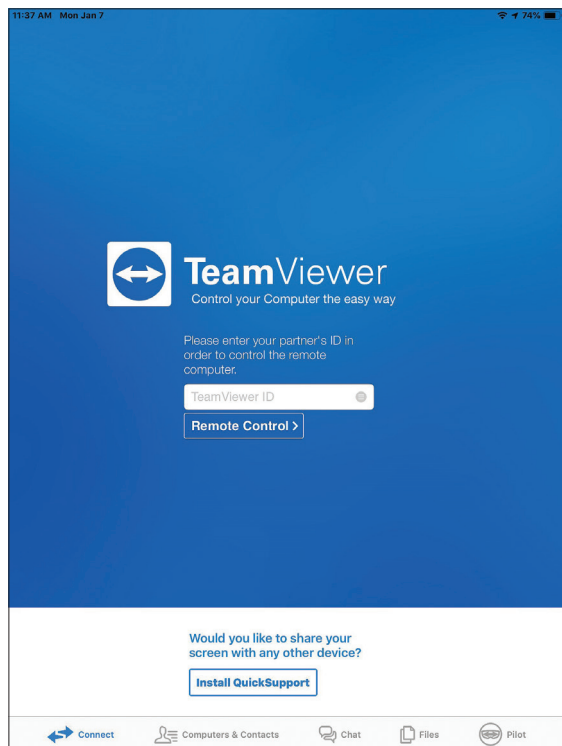 11:37 AM Mon Jan 7
74%
TeamViewer
Control your Computer the easy way
Please enter your partner's ID in
order to control the remote
computer.
TeamViewer ID
Remote Control >
Would you like to share your
screen with any other device?
Install QuickSupport
Connect
Computers & Contacts
Chat
Files
Pilot